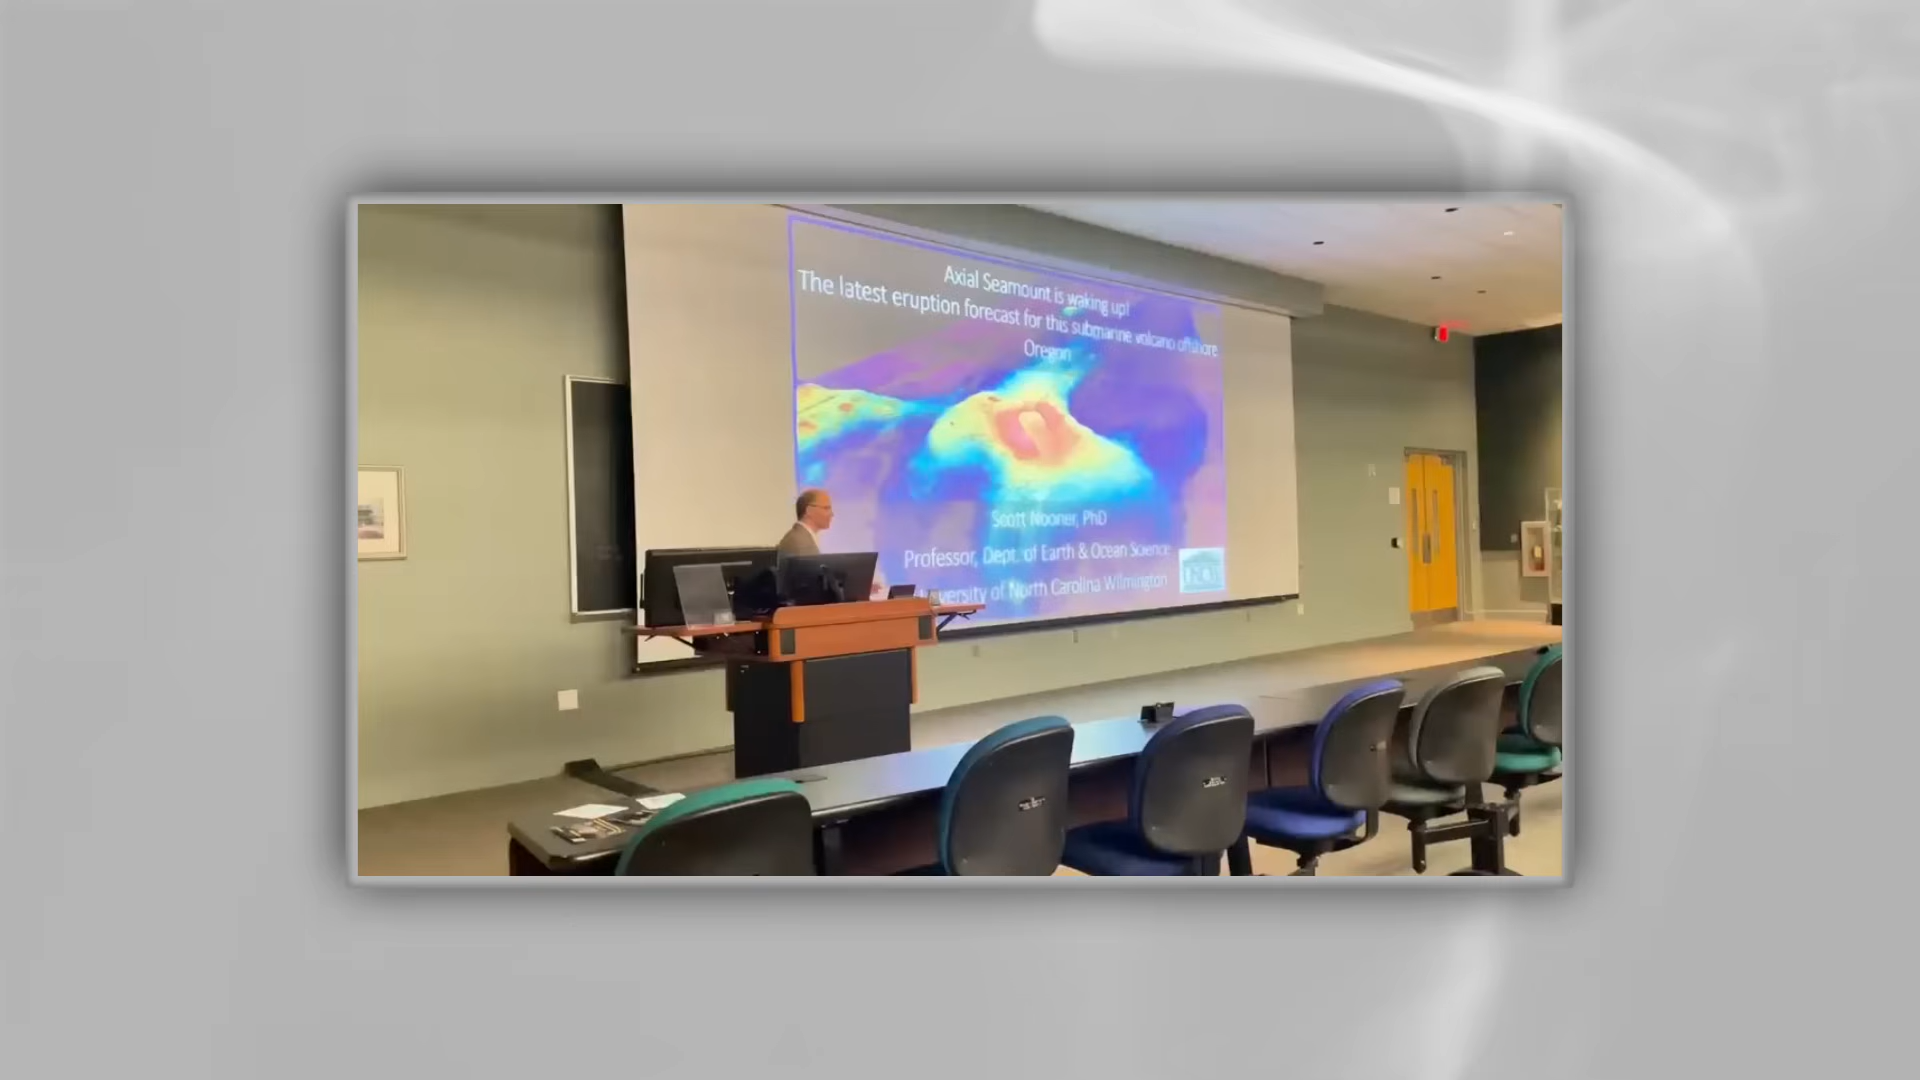 Axial Seamount is waking up!
The latest eruption forecast for this submarine volcano offshore
Oregon
Scott Nooner, PhD
Professor, Dept. of Earth & Ocean Science
University of North Carolina Wilmington
UNCW